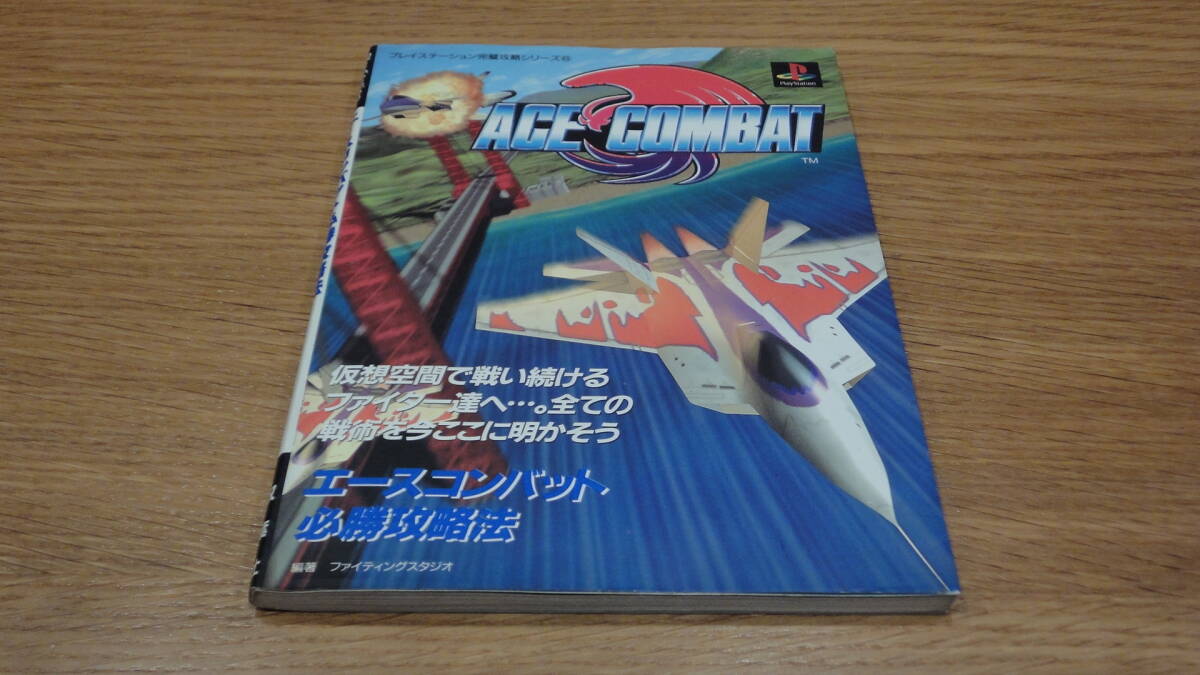 プレイステーション完璧攻略シリーズ
PlayStation
ACE COMBAT
TM
仮想空間で戦い続ける
ファイター達へ…。全ての
戦術を今ここに明かそう
エースコンバット
必勝攻略法
編著 ファイティングスタジオ